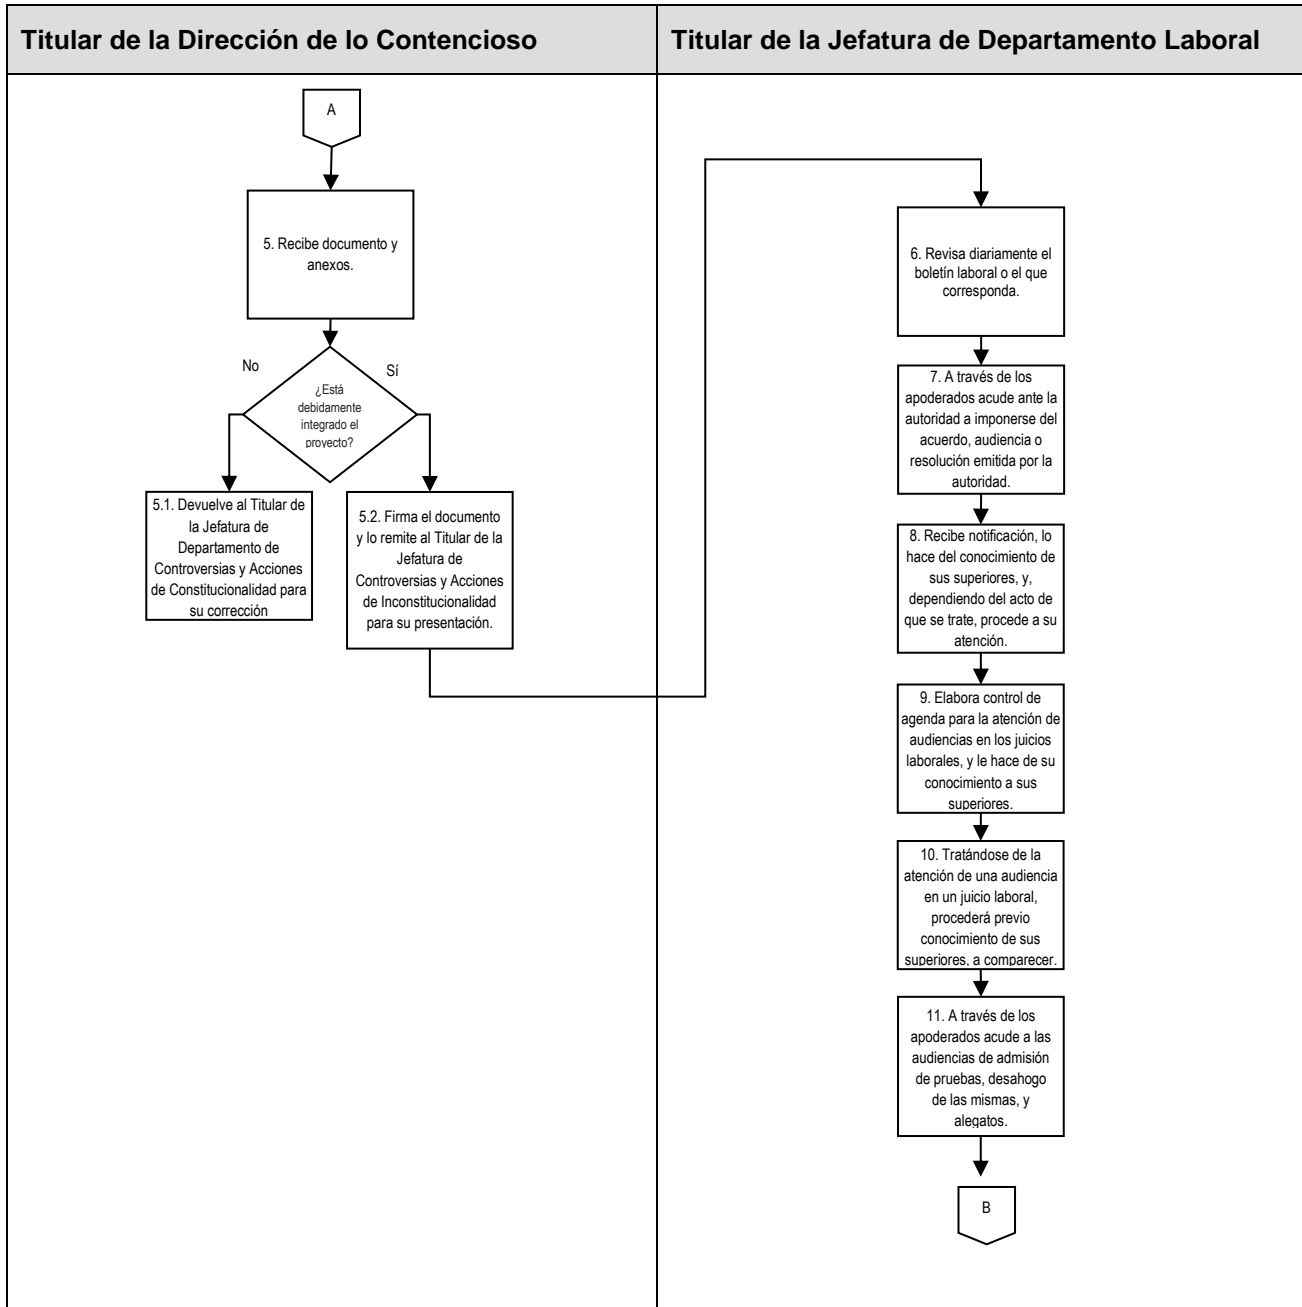 Titular de la Dirección de lo Contencioso
Titular de la Jefatura de Departamento Laboral
A
5. Recibe documento y
anexos.
No
Sí
¿Está
debidamente
integrado el
proyecto?
5.1. Devuelve al Titular de
la Jefatura de
Departamento de
Controversias y Acciones
de Constitucionalidad para
su corrección
5.2. Firma el documento
y lo remite al Titular de la
Jefatura de
Controversias y Acciones
de Inconstitucionalidad
para su presentación.
6. Revisa diariamente el
boletín laboral o el que
corresponda.
7. A través de los
apoderados acude ante la
autoridad a imponerse del
acuerdo, audiencia o
resolución emitida por la
autoridad.
8. Recibe notificación, lo
hace del conocimiento de
sus superiores, y,
dependiendo del acto de
que se trate, procede a su
atención.
9. Elabora control de
agenda para la atención de
audiencias en los juicios
laborales, y le hace de su
conocimiento a sus
superiores.
10. Tratándose de la
atención de una audiencia
en un juicio laboral,
procederá previo
conocimiento de sus
superiores, a comparecer.
11. A través de los
apoderados acude a las
audiencias de admisión
de pruebas, desahogo
de las mismas, y
alegatos.
B